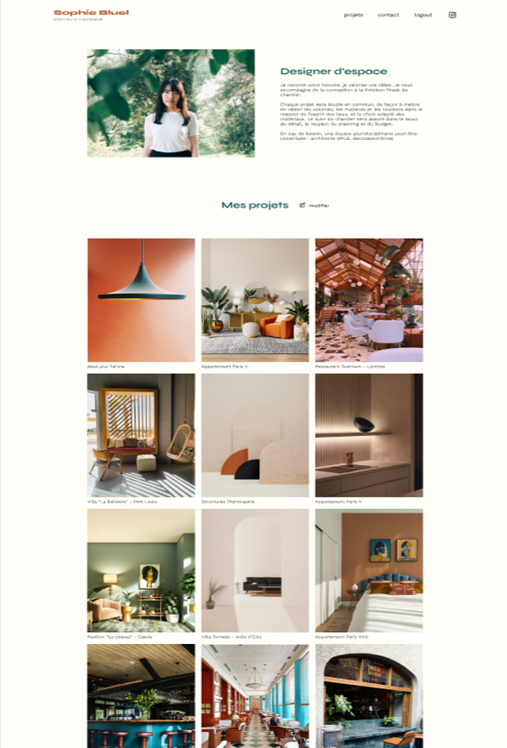 Sophie Bluel
ARCHITECTE D'INTÉRIEUR
projets
contact
logout
Designer d'espace
Je raconte votre histoire, je valorise vos idées. Je vous
accompagne de la conception à la livraison finale du
chantier.
Chaque projet sera étudié en commun, de façon à mettre
en valeur les volumes, les matières et les couleurs dans le
respect de l'esprit des lieux, et le choix adapté des
matériaux. Le suivi du chantier sera assuré dans le souci
du détail, le respect du planning et du budget.
En cas de besoin, une équipe pluridisciplinaire peut être
constituée : architecte DPLG, décorateur(trice)
Mes projets
modifier
Abat-jour Tahina
Appartement Paris V
Restaurant Sushisen - Londres
Villa "La Balisière" - Port Louis
Structures Thermopolis
Appartement Paris X
Pavillon "Le coteau" - Cassis
Villa Ferneze - Isola d'Elba
Appartement Paris XVIII